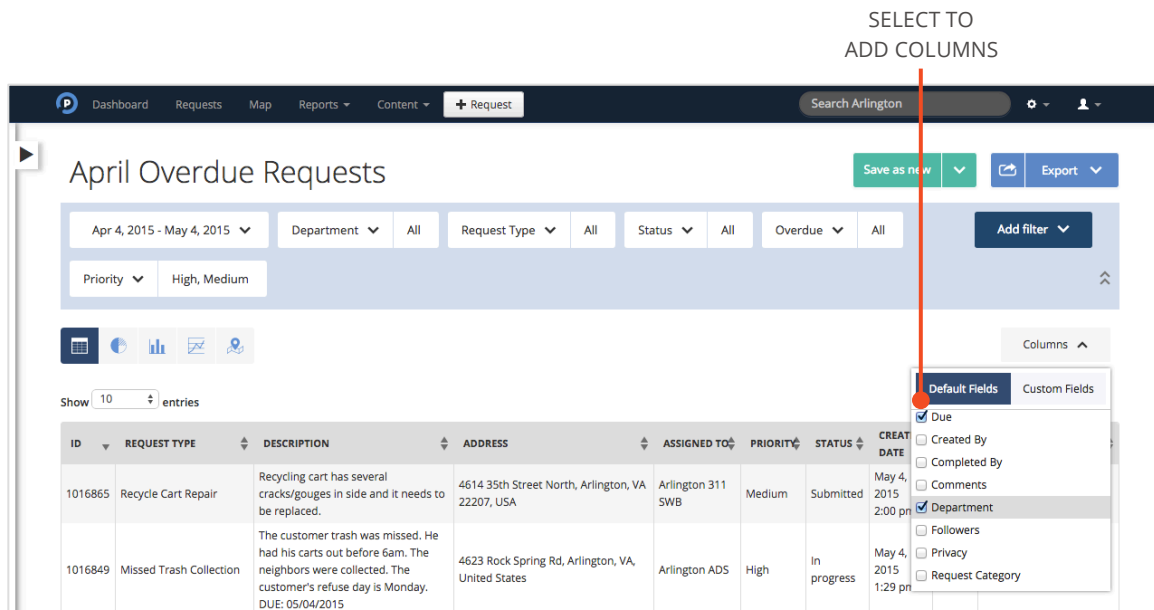 SELECT TO
ADD COLUMNS
P Dashboard Requests Map Reports Content + Request Search Arlington
April Overdue Requests
Save as new Export
Apr 4, 2015 - May 4, 2015 Department All Request Type All Status All Overdue All Add filter
Priority High, Medium
Columns
Default Fields Custom Fields
Due
Created By
Completed By
Comments
Department
Followers
Privacy
Request Category
Show 10 entries
ID REQUEST TYPE DESCRIPTION ADDRESS ASSIGNED TO PRIORITY STATUS
DATE
1016865 Recycle Cart Repair
Recycling cart has several
cracks/gouges in side and it needs to
be replaced.
4614 35th Street North, Arlington, VA
22207, USA
Arlington 311
SWB
Medium
Submitted
May 4,
2015
2:00 pm
1016849 Missed Trash Collection
The customer trash was missed. He
had his carts out before 6am. The
neighbors were collected. The
customer's refuse day is Monday.
DUE: 05/04/2015
4623 Rock Spring Rd, Arlington, VA,
United States
Arlington ADS
High
In
progress
May 4,
2015
1:29 pm